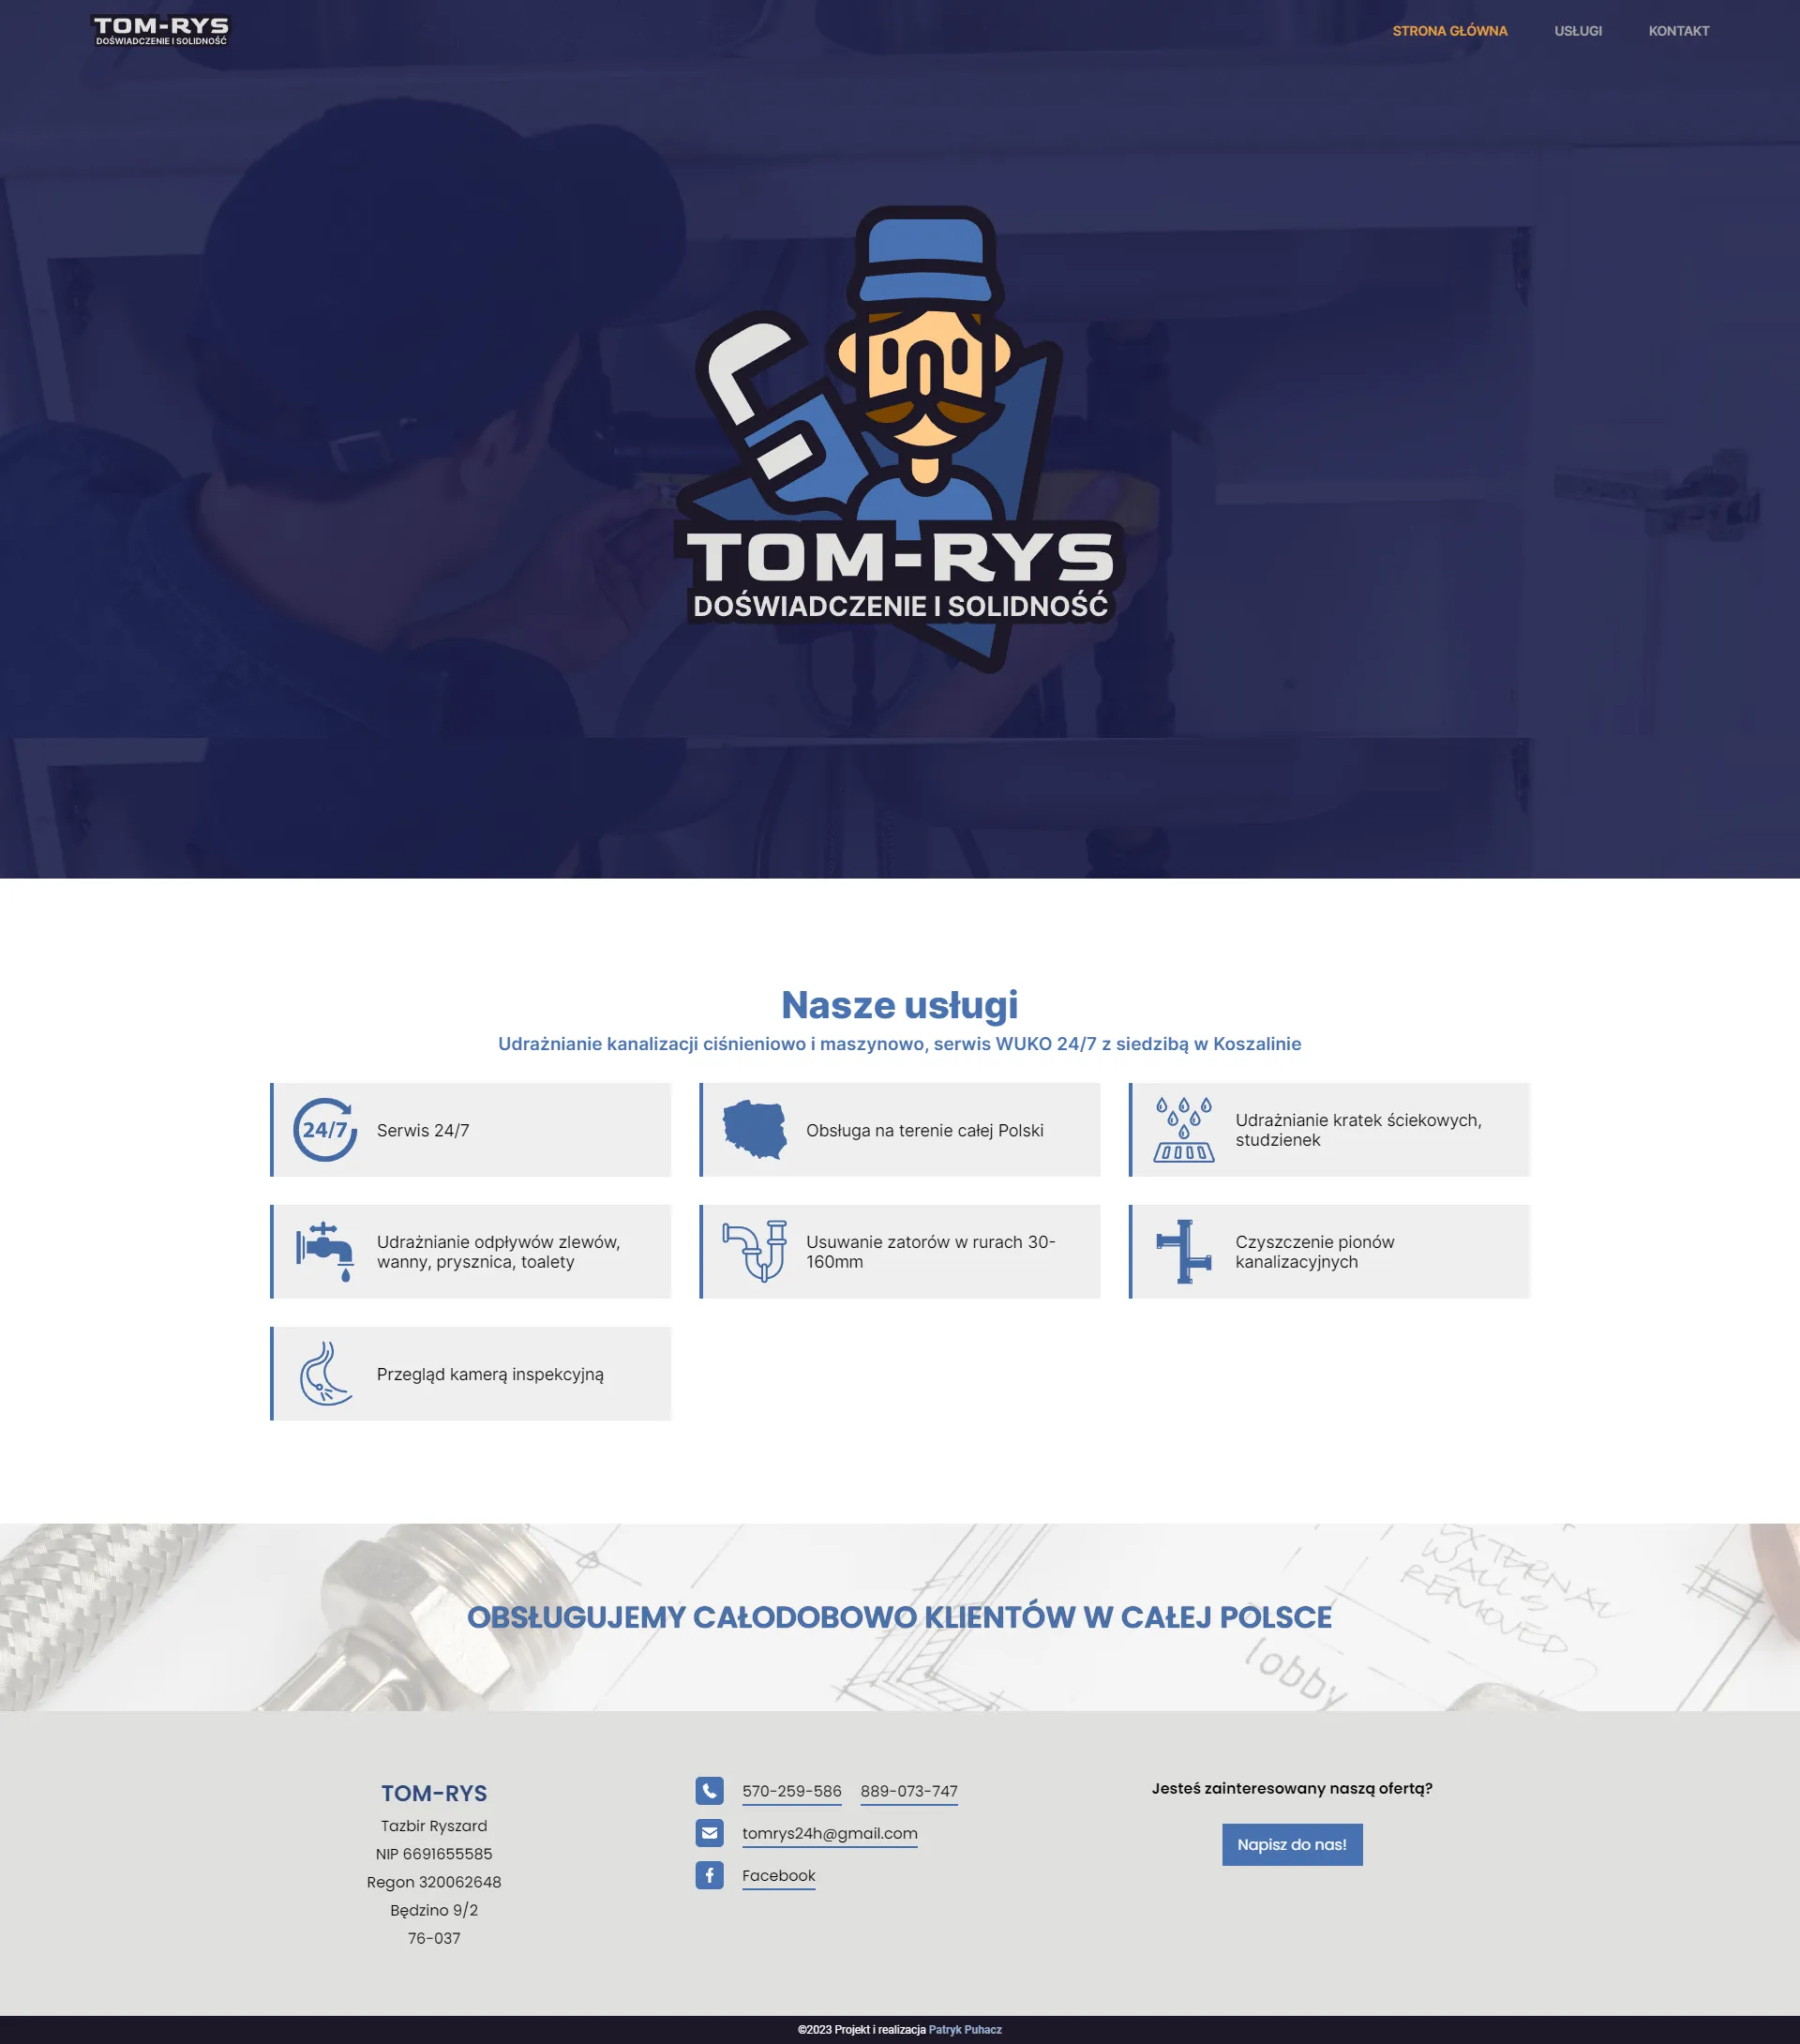 TOM-RYS
DOŚWIADCZENIE I SOLIDNOŚĆ
STRONA GŁÓWNA
USŁUGI
KONTAKT
TOM-RYS
DOŚWIADCZENIE I SOLIDNOŚĆ
Nasze usługi
Udrażnianie kanalizacji ciśnieniowo i maszynowo, serwis WUKO 24/7 z siedzibą w Koszalinie
24/7
Serwis 24/7
Obsługa na terenie całej Polski
Udrażnianie kratek ściekowych,
studzienek
Udrażnianie odpływów zlewów,
wanny, prysznica, toalety
Usuwanie zatorów w rurach 30-
160mm
Czyszczenie pionów
kanalizacyjnych
Przegląd kamerą inspekcyjną
EXTERNAL
WALLS
REMOVED
OBSŁUGUJEMY CAŁODOBOWO KLIENTÓW W CAŁEJ POLSCE
lobby
TOM-RYS
Tazbir Ryszard
NIP 6691655585
Regon 320062648
Będzino 9/2
76-037
570-259-586
889-073-747
tomrys24h@gmail.com
Facebook
Jesteś zainteresowany naszą ofertą?
Napisz do nas!
©2023 Projekt i realizacja Patryk Puhacz